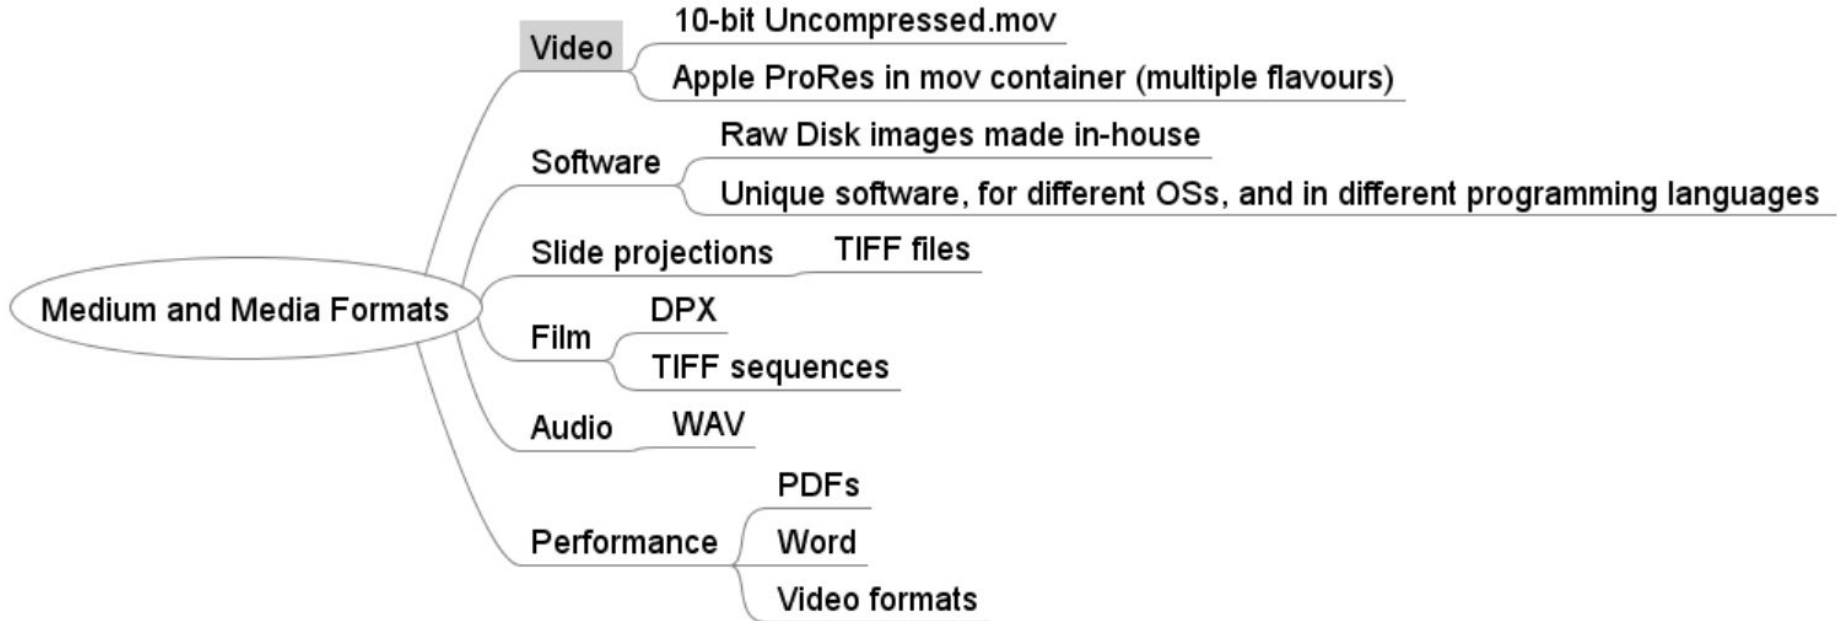 Medium and Media Formats
Video
10-bit Uncompressed.mov
Apple ProRes in mov container (multiple flavours)
Software
Raw Disk images made in-house
Unique software, for different OSs, and in different programming languages
Slide projections
TIFF files
Film
DPX
TIFF sequences
Audio
WAV
Performance
PDFs
Word
Video formats